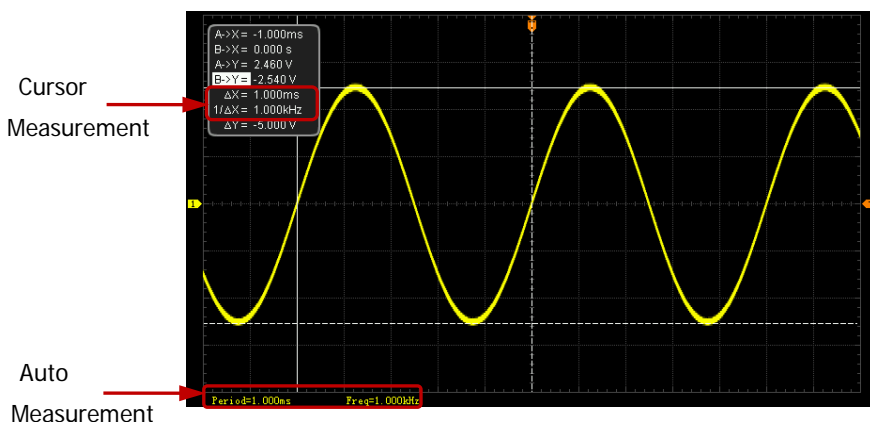 A->X= -1.000ms
B->X= 0.000 s
A->Y= 2.460 V
B->Y= -2.540 V
ΔX= 1.000ms
1/ΔX= 1.000kHz
ΔY= -5.000 V
Cursor
Measurement
1
Auto
Measurement
Period=1.000ms Freq=1.000kHz